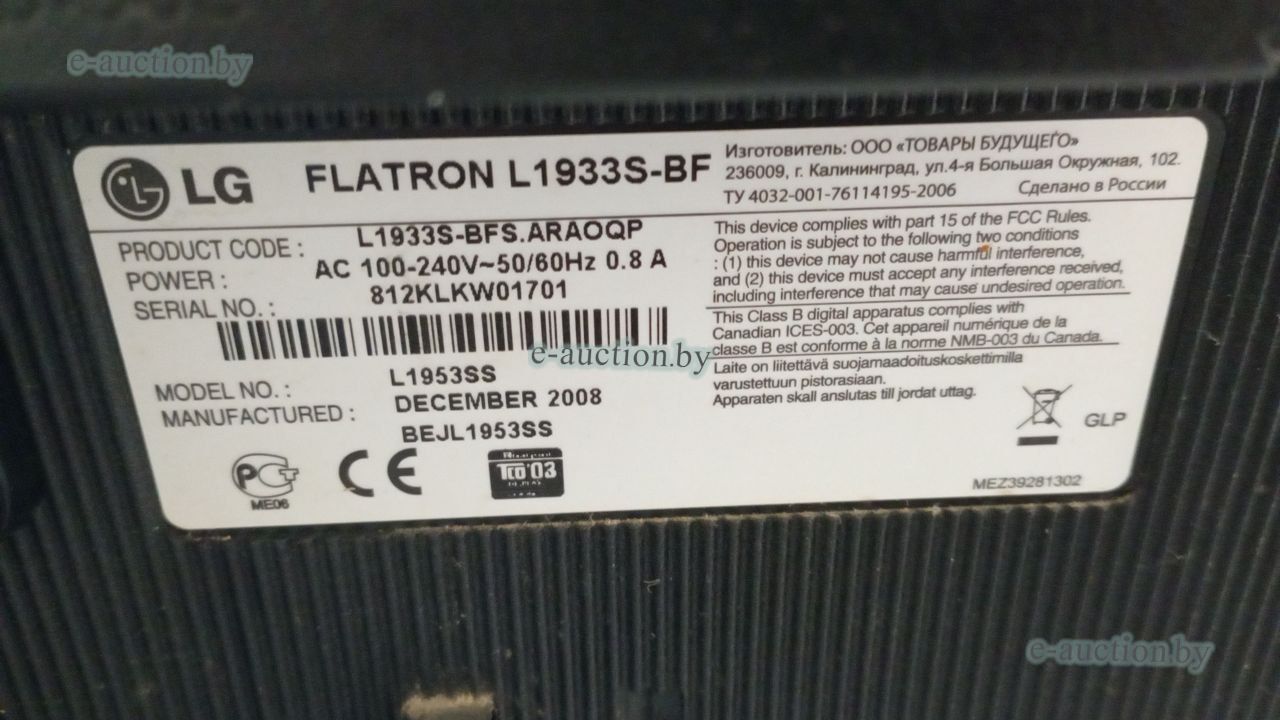 e-auction.by
LG FLATRON L1933S-BF
Изготовитель: ООО «ТОВАРЫ БУДУЩЕГО»
236009, г. Калининград, ул.4-я Большая Окружная, 102.
ТУ 4032-001-76114195-2006 Сделано в России
PRODUCT CODE : L1933S-BFS.ARAOQP
POWER : AC 100-240V~50/60Hz 0.8 A
SERIAL NO. : 812KLKW01701
e-auction.by
MODEL NO. : L1953SS
MANUFACTURED : DECEMBER 2008
BEJL1953SS
PCT
ME06
CE
TCO'03
This device complies with part 15 of the FCC Rules.
Operation is subject to the following two conditions
: (1) this device may not cause harmful interference,
and (2) this device must accept any interference received,
including interference that may cause undesired operation.
This Class B digital apparatus complies with
Canadian ICES-003. Cet appareil numérique de la
classe B est conforme à la norme NMB-003 du Canada.
Laite on liitettävä suojamaadoituskoskettimilla
varustettuun pistorasiaan.
Apparaten skall anslutas till jordat uttag.
GLP
MEZ39281302
e-auction.by